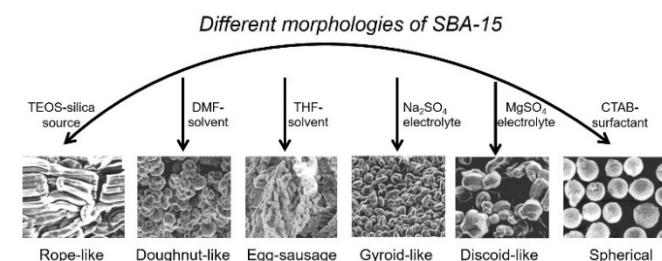 Different morphologies of SBA-15
TEOS-silica
source
DMF-
solvent
THF-
solvent
Na₂SO₄
electrolyte
MgSO₄
electrolyte
CTAB-
surfactant
Rope-like
Doughnut-like
Egg-sausage
Gyroid-like
Discoid-like
Spherical